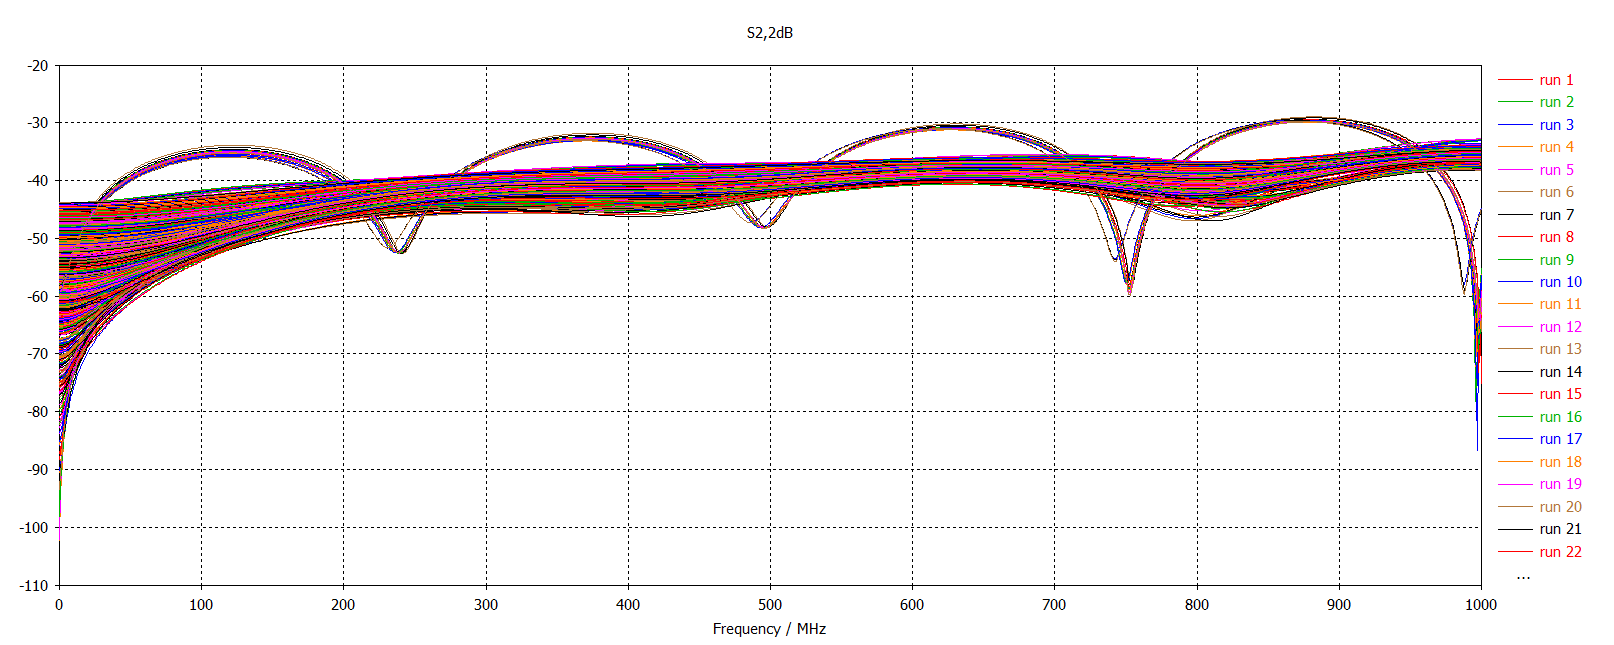 S2,2dB
-20
-30
-40
-50
-60
-70
-80
-90
-100
-110
0 100 200 300 400 500 600 700 800 900 1000
Frequency / MHz
run 1
run 2
run 3
run 4
run 5
run 6
run 7
run 8
run 9
run 10
run 11
run 12
run 13
run 14
run 15
run 16
run 17
run 18
run 19
run 20
run 21
run 22
...